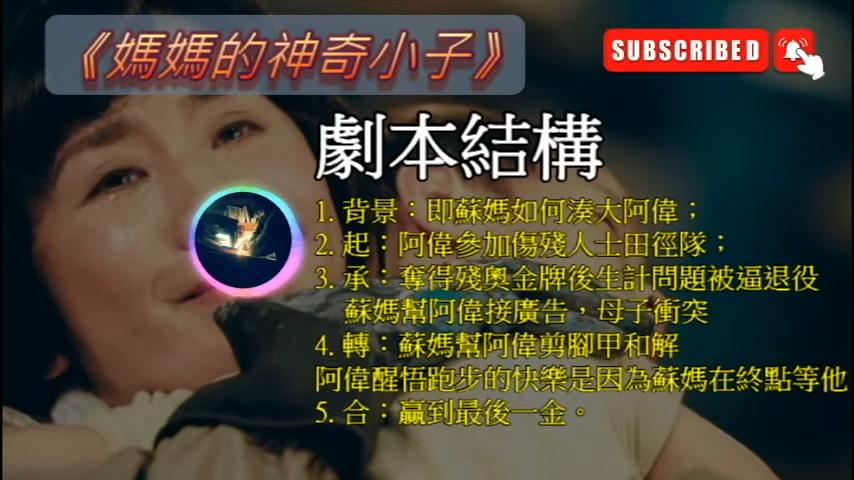 《媽媽的神奇小子》
SUBSCRIBED
劇本結構
1. 背景：即蘇媽如何湊大阿偉；
2. 起：阿偉參加傷殘人士田徑隊；
3. 承：奪得殘奧金牌後生計問題被逼退役
蘇媽幫阿偉接廣告，母子衝突
4. 轉：蘇媽幫阿偉剪腳甲和解
阿偉醒悟跑步的快樂是因為蘇媽在終點等他
5. 合：贏到最後一金。